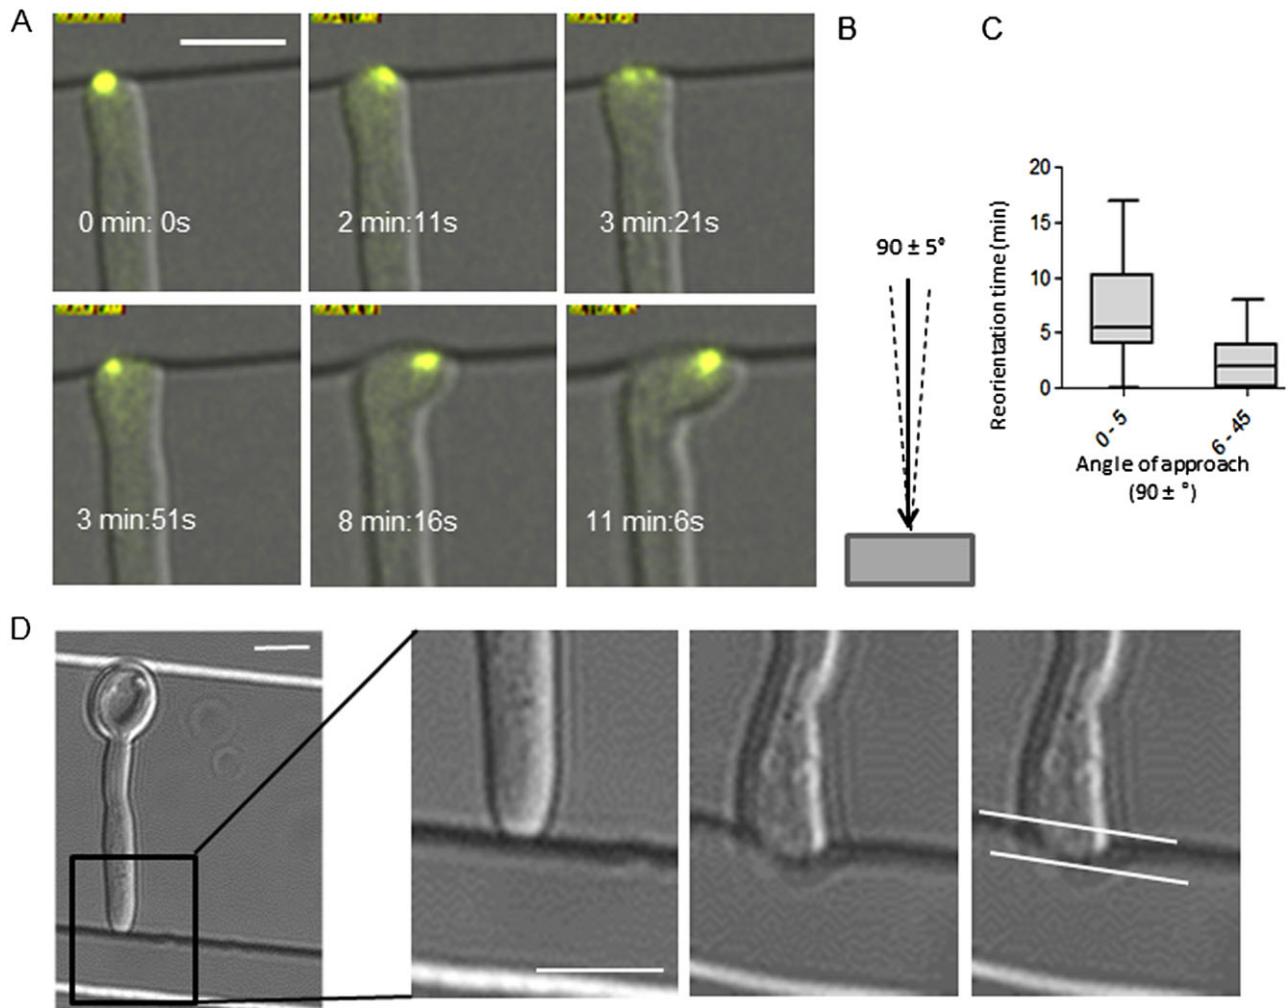 A
B
C
0 min: 0s
2 min:11s
3 min:21s
3 min:51s
8 min:16s
11 min:6s
90 ± 5°
Reorientation time (min)
20
15
10
5
0
0 - 5
6 - 45
Angle of approach
(90 ± °)
D